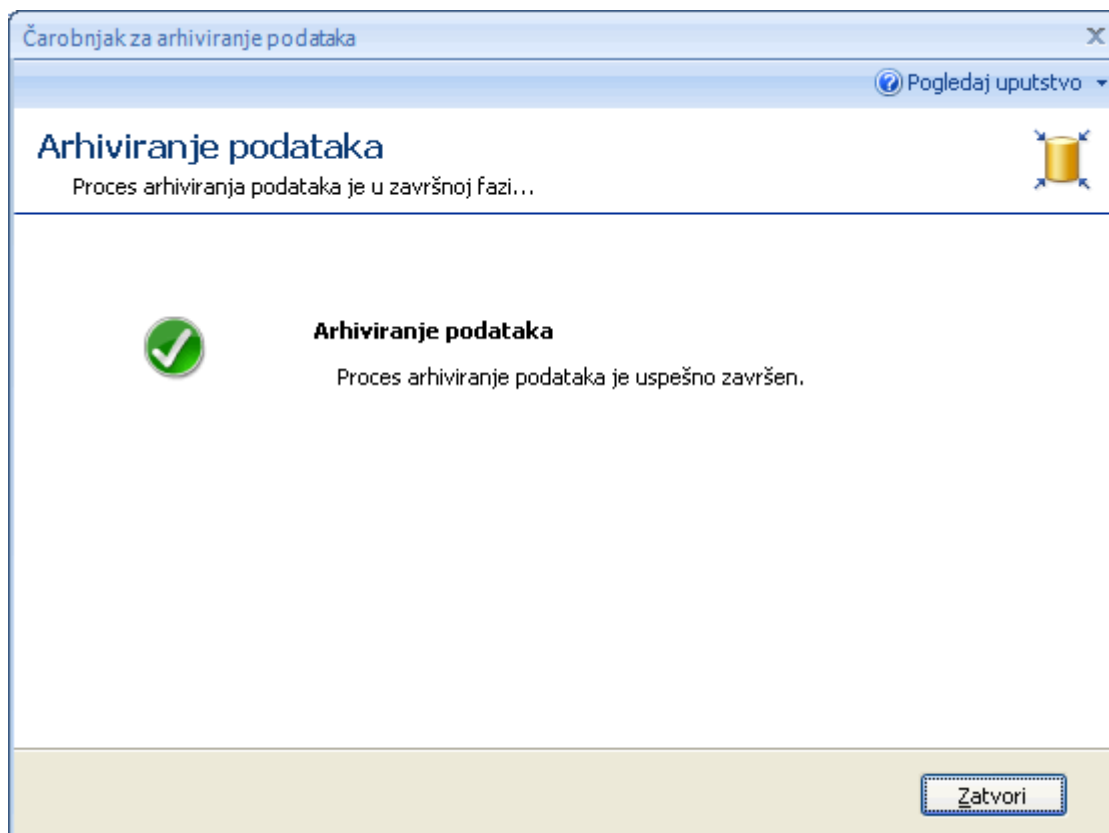 Čarobnjak za arhiviranje podataka
Pogledaj uputstvo
Arhiviranje podataka
Proces arhiviranja podataka je u završnoj fazi...
Arhiviranje podataka
Proces arhiviranje podataka je uspešno završen.
Zatvori